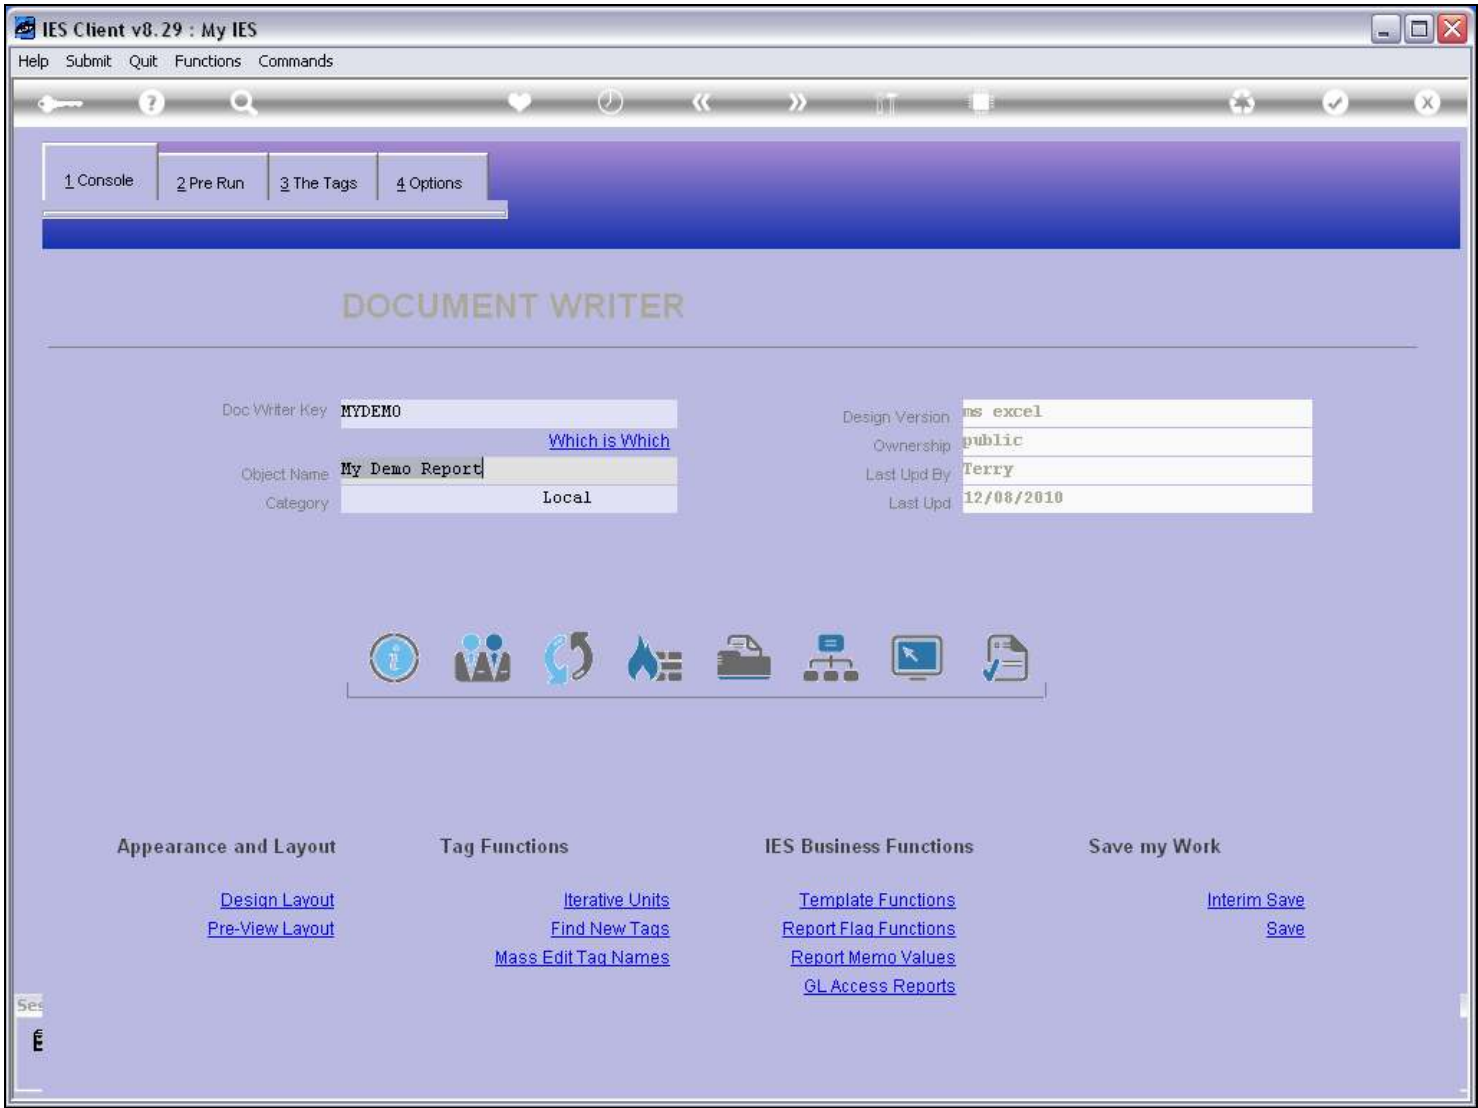 IES Client v8.29 : My IES
Help Submit Quit Functions Commands
1 Console 2 Pre Run 3 The Tags 4 Options
DOCUMENT WRITER
Doc Writer Key MYDEMO
Which is Which
Object Name My Demo Report
Category Local
Design Version ms excel
Ownership public
Last Upd By Terry
Last Upd 12/08/2010
Appearance and Layout
Design Layout
Pre-View Layout
Tag Functions
Iterative Units
Find New Tags
Mass Edit Tag Names
IES Business Functions
Template Functions
Report Flag Functions
Report Memo Values
GL Access Reports
Save my Work
Interim Save
Save